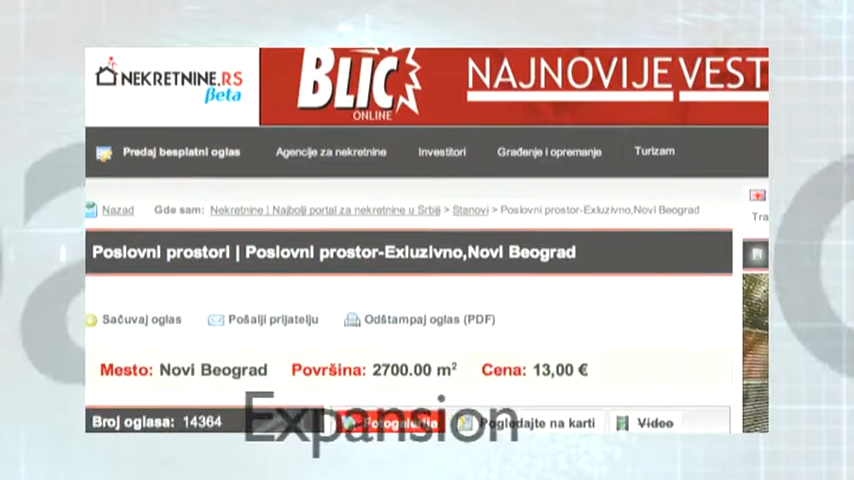 NEKRETNINE.RS
Beta
BLIC
ONLINE
NAJNOVIJE VEST
Predaj besplatni oglas Agencije za nekretnine Investitori Građenje i opremanje Turizam
Nazad Gde sam: Nekretnine | Najbolji portal za nekretnine u Srbiji > Stanovi > Poslovni prostor-Exluzivno,Novi Beograd
Tra
Poslovni prostori | Poslovni prostor-Exluzivno,Novi Beograd
Sačuvaj oglas Pošalji prijatelju Odštampaj oglas (PDF)
Mesto: Novi Beograd Površina: 2700.00 m² Cena: 13,00 €
Broj oglasa: 14364 Fotogalerija Pogledajte na karti Video
Expansion